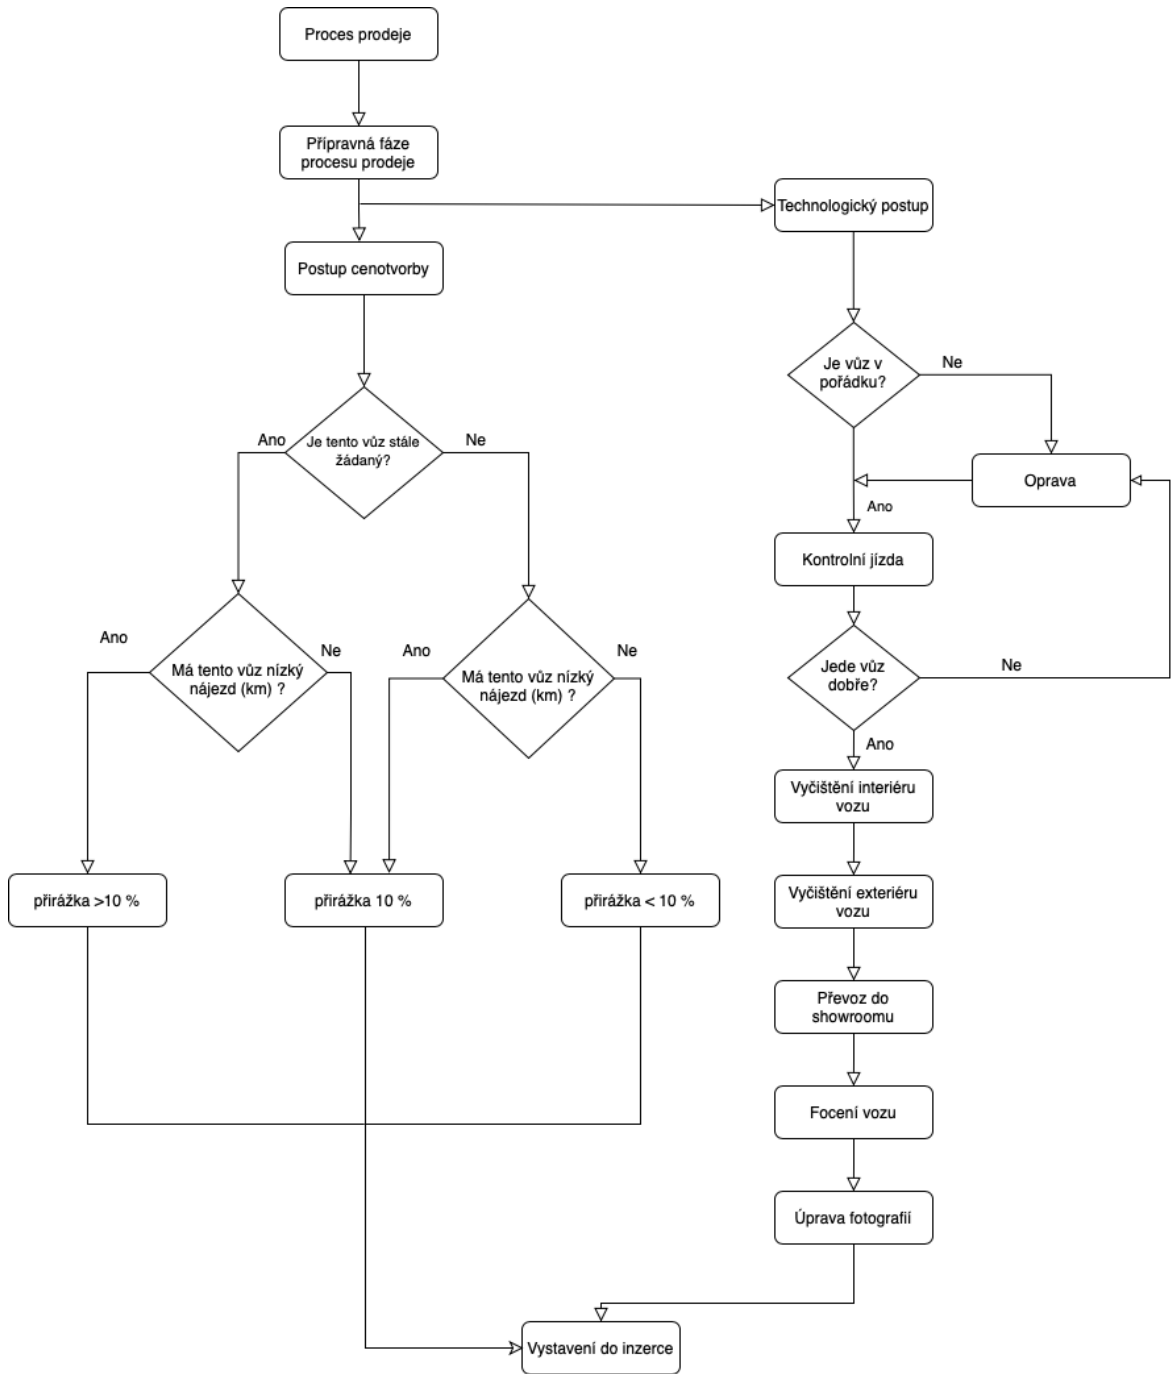 Proces prodeje
Přípravná fáze
procesu prodeje
Technologický postup
Postup cenotvorby
Je vůz v
pořádku?
Ne
Ano
Je tento vůz stále
žádaný?
Ne
Oprava
Ano
Kontrolní jízda
Ano
Má tento vůz nízký
nájezd (km) ?
Ne
Ano
Má tento vůz nízký
nájezd (km) ?
Ne
Jede vůz
dobře?
Ne
Ano
Vyčištění interiéru
vozu
přirážka >10 %
přirážka 10 %
přirážka < 10 %
Vyčištění exteriéru
vozu
Převoz do
showroomu
Focení vozu
Úprava fotografií
Vystavení do inzerce